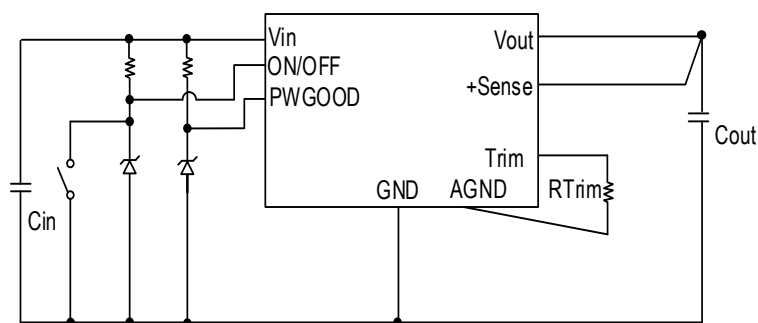 Vin
Vout
ON/OFF
+Sense
PWGOOD
Cout
Trim
GND
AGND
RTrim
Cin